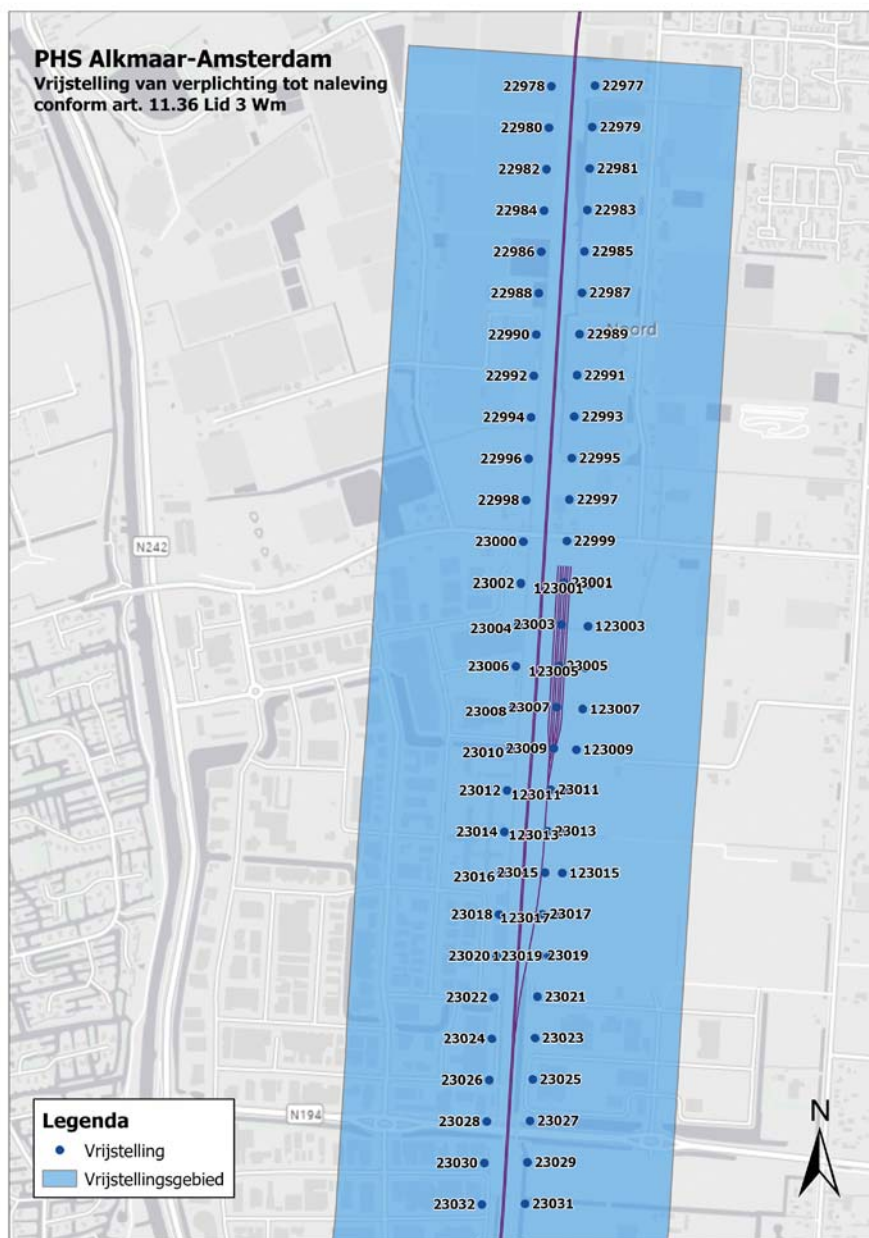 PHS Alkmaar-Amsterdam
Vrijstelling van verplichting tot naleving
conform art. 11.36 Lid 3 Wm
22978 22977
22980 22979
22982 22981
22984 22983
22986 22985
22988 22987
Noord
22990 22989
22992 22991
22994 22993
22996 22995
22998 22997
23000 22999
N242
23002 123001 23001
23004 23003 123003
23006 123005 23005
23008 23007 123007
23010 23009 123009
23012 123011 23011
23014 123013 23013
23016 23015 123015
23018 123017 23017
23020 123019 23019
23022 23021
23024 23023
23026 23025
N194
23028 23027
23030 23029
23032 23031
Legenda
Vrijstelling
Vrijstellingsgebied
N